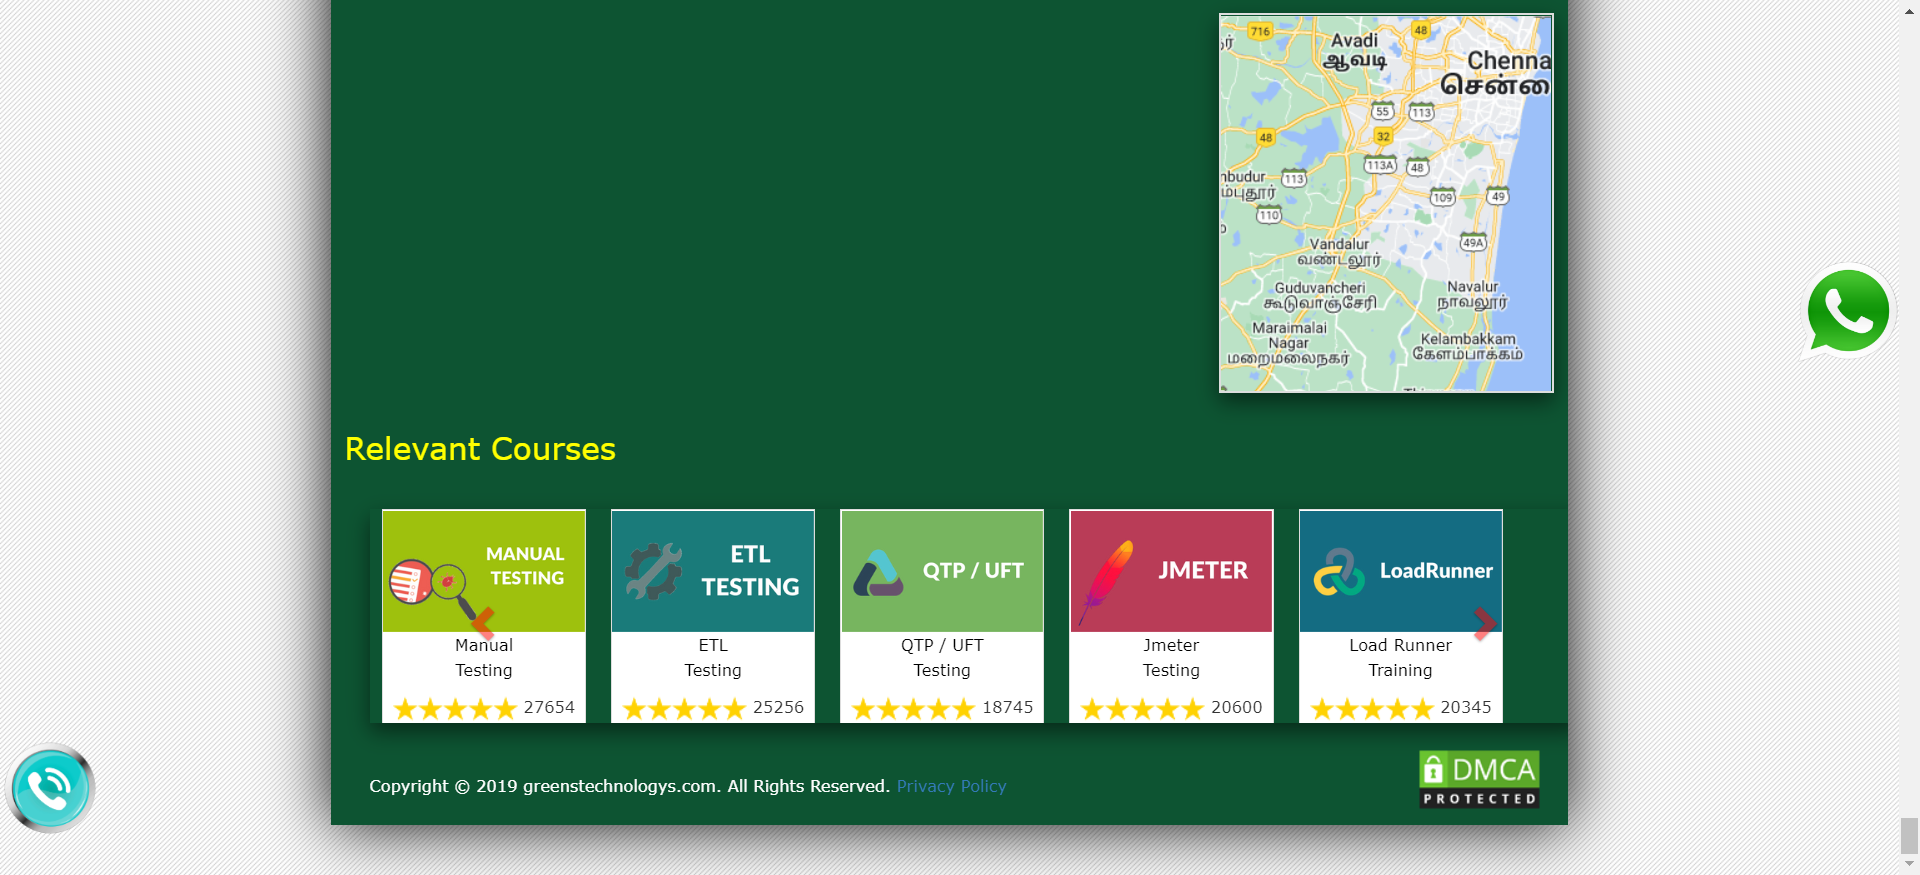 716
48
Avadi
ஆவடி
Chenna
சென்னை
55
113
48
32
113A
48
nbudur
ம்புதூர்
113
109
49
110
49A
Vandalur
வண்டலூர்
Guduvancheri
கூடுவாஞ்சேரி
Navalur
நாவலூர்
Maraimalai
Nagar
மறைமலைநகர்
Kelambakkam
கேளம்பாக்கம்
Relevant Courses
MANUAL
TESTING
ETL
TESTING
QTP / UFT
JMETER
LoadRunner
Manual
Testing
ETL
Testing
QTP / UFT
Testing
Jmeter
Testing
Load Runner
Training
27654
25256
18745
20600
20345
Copyright © 2019 greenstechnologys.com. All Rights Reserved. Privacy Policy
DMCA
PROTECTED